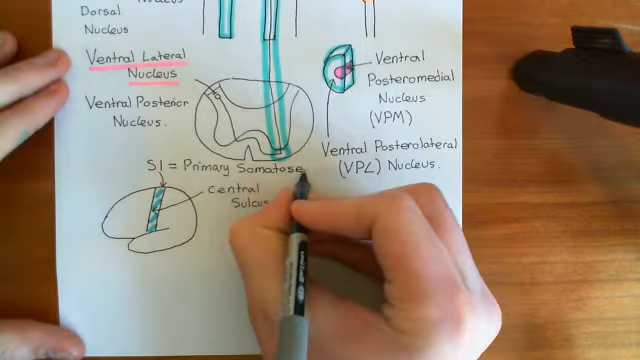 Dorsal
Nucleus
Ventral Lateral
Nucleus
Ventral Posterior
Nucleus.
Ventral
Posteromedial
Nucleus
(VPM)
Ventral Posterolateral
(VPL) Nucleus.
S1 = Primary Somatose
Central
Sulcus